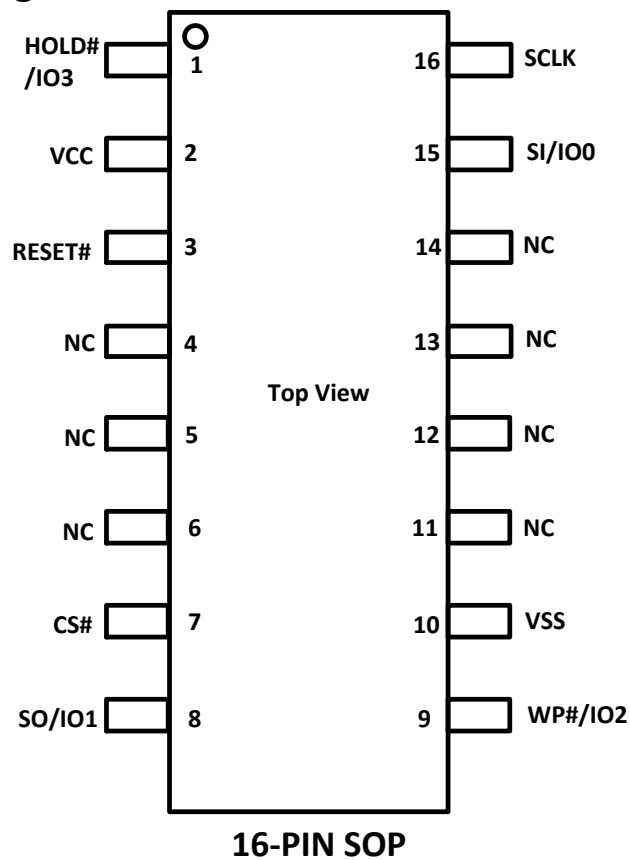 HOLD#
/IO3
1
16
SCLK
VCC
2
15
SI/IO0
RESET#
3
14
NC
NC
4
13
NC
Top View
NC
5
12
NC
NC
6
11
NC
CS#
7
10
VSS
SO/IO1
8
9
WP#/IO2
16-PIN SOP